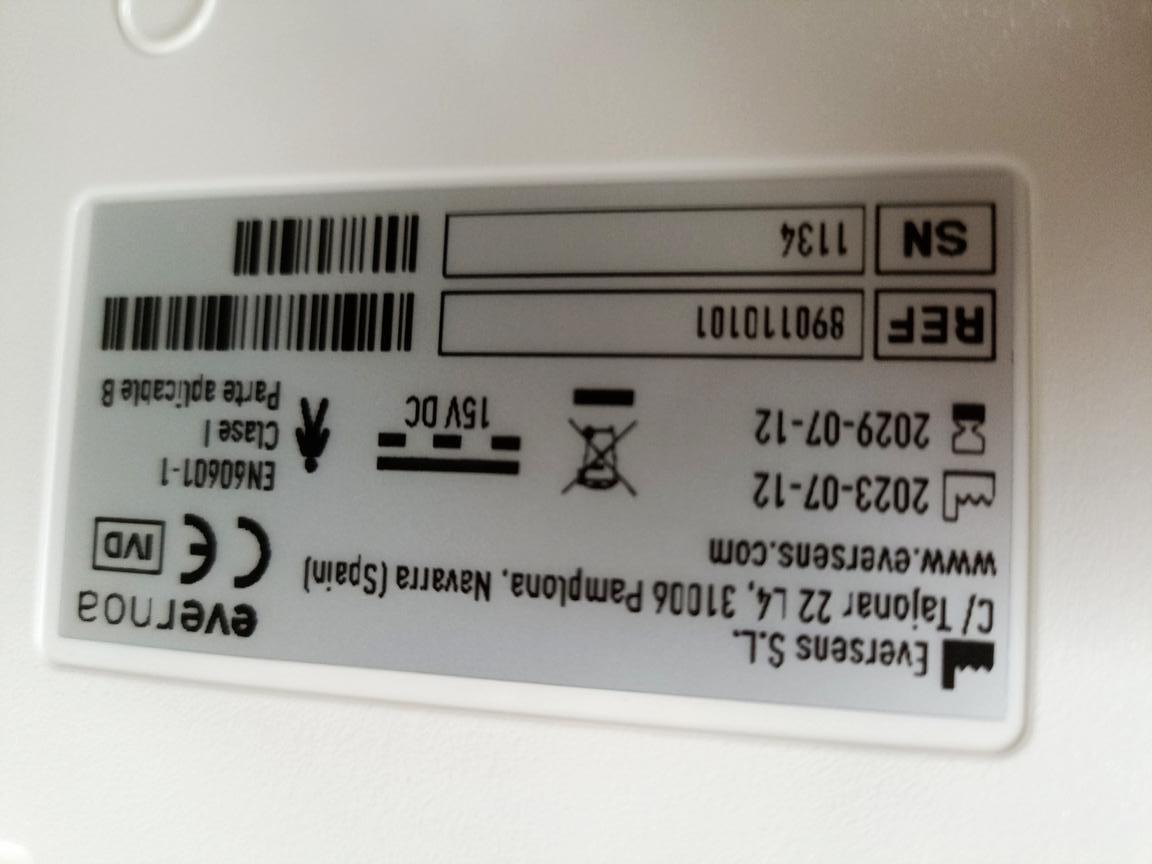 Eversens S.L.
C/ Tajonar 22 L4, 31006 Pamplona, Navarra (Spain)
www.eversens.com
evernoa
CE IVD
2023-07-12
2029-07-12
15V DC
EN60601-1
Clase I
Parte aplicable B
REF 890110101
SN 1134